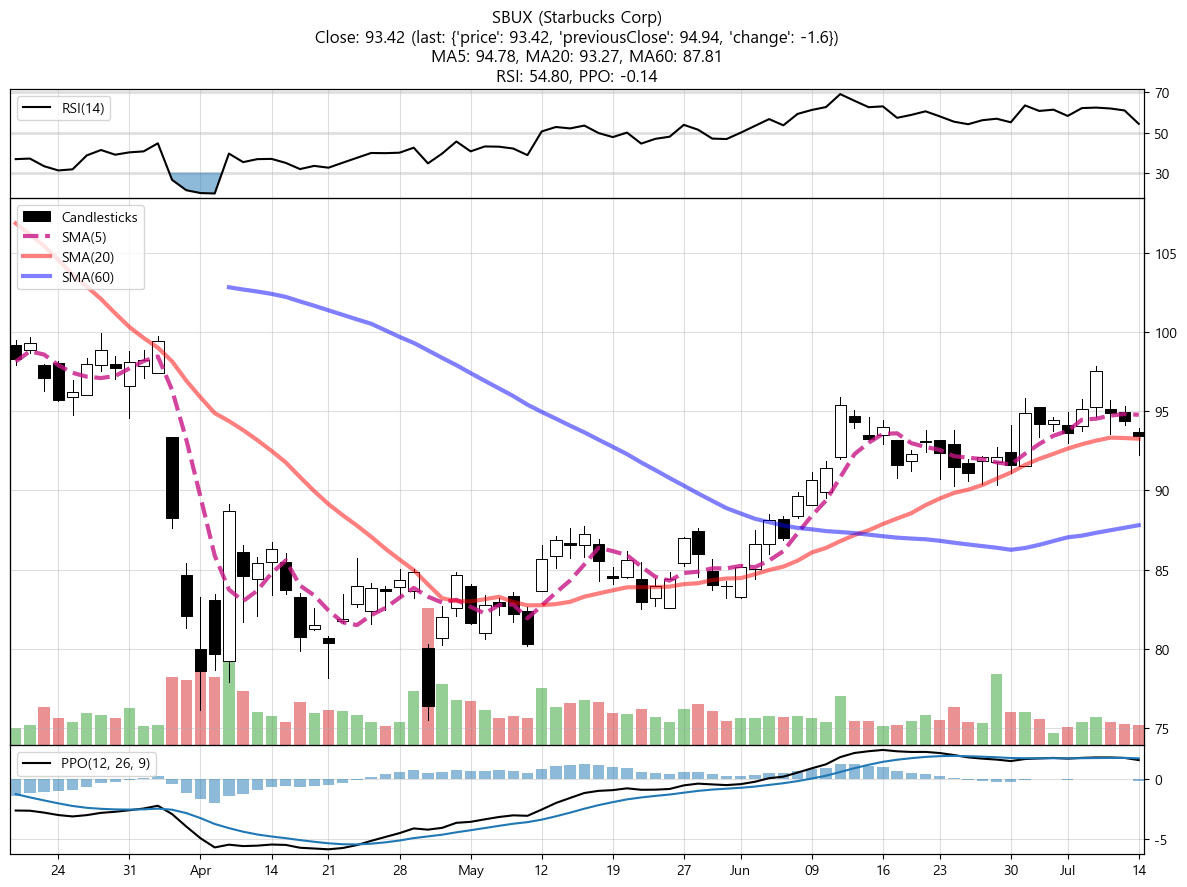 SBUX (Starbucks Corp)
Close: 93.42 (last: {'price': 93.42, 'previousClose': 94.94, 'change': -1.6})
MA5: 94.78, MA20: 93.27, MA60: 87.81
RSI: 54.80, PPO: -0.14
RSI(14)
70
50
30
Candlesticks
SMA(5)
SMA(20)
SMA(60)
105
100
95
90
85
80
75
PPO(12, 26, 9)
0
-5
24 31 Apr 14 21 28 May 12 19 27 Jun 09 16 23 30 Jul 14